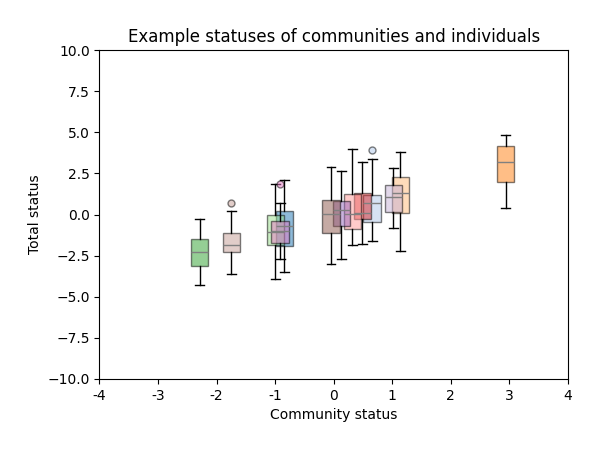 Example statuses of communities and individuals
10.0
7.5
5.0
2.5
0.0
−2.5
−5.0
−7.5
−10.0
Total status
-4 -3 -2 -1 0 1 2 3 4
Community status